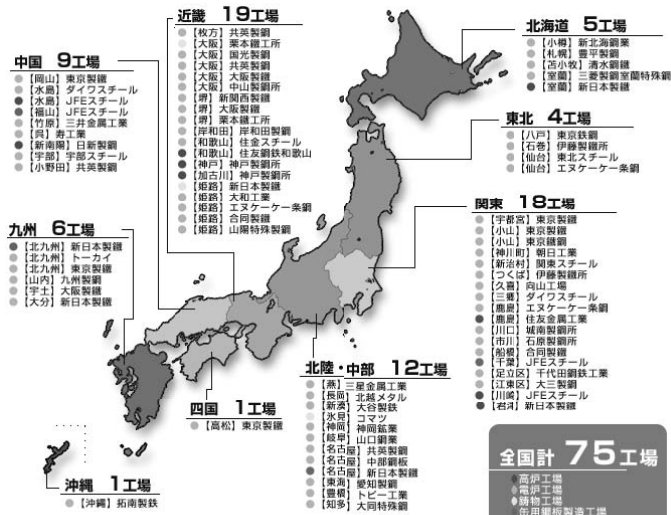 近畿 19工場
【枚方】共英製鋼
【大阪】栗本鐵工所
【大阪】国光製鋼
【大阪】共英製鋼
【大阪】大阪製鐵
【大阪】中山製鋼所
【堺】新関西製鐵
【堺】大阪製鐵
【堺】栗本鐵工所
【岸和田】岸和田製鋼
【和歌山】住金スチール
【和歌山】住友鋼鉄和歌山
【神戸】神戸製鋼所
【加古川】神戸製鋼所
【姫路】新日本製鐵
【姫路】大和工業
【姫路】エヌケーケー条鋼
【姫路】合同製鐵
【姫路】山陽特殊製鋼
中国 9工場
【岡山】東京製鐵
【水島】ダイワスチール
【水島】JFEスチール
【福山】JFEスチール
【竹原】三井金属工業
【呉】寿工業
【新南陽】日新製鋼
【宇部】宇部スチール
【小野田】共英製鋼
九州 6工場
【北九州】新日本製鐵
【北九州】トーカイ
【北九州】東京製鐵
【山内】九州製鋼
【宇土】大阪製鐵
【大分】新日本製鐵
沖縄 1工場
【沖縄】拓南製鉄
四国 1工場
【高松】東京製鐵
北陸・中部 12工場
【燕】三星金属工業
【長岡】北越メタル
【新湊】大谷製鉄
【氷見】コマツ
【神岡】神岡鉱業
【岐阜】山口鋼業
【名古屋】共英製鋼
【名古屋】中部鋼鈑
【名古屋】新日本製鐵
【東海】愛知製鋼
【豊橋】トピー工業
【知多】大同特殊鋼
北海道 5工場
【小樽】新北海鋼業
【札幌】豊平製鋼
【苫小牧】清水鋼鐵
【室蘭】三菱製鋼室蘭特殊鋼
【室蘭】新日本製鐵
東北 4工場
【八戸】東京鉄鋼
【石巻】伊藤製鐵所
【仙台】東北スチール
【仙台】エヌケーケー条鋼
関東 18工場
【宇都宮】東京製鐵
【小山】東京製鐵
【小山】東京鐵鋼
【神川町】朝日工業
【新治村】関東スチール
【つくば】伊藤製鐵所
【久喜】向山工場
【三郷】ダイワスチール
【鹿島】エヌケーケー条鋼
【鹿島】住友金属工業
【川口】城南製鋼所
【市川】石原製鋼所
【船橋】合同製鐵
【千葉】JFEスチール
【足立区】千代田鋼鉄工業
【江東区】大三製鋼
【川崎】JFEスチール
【君津】新日本製鐵
全国計 75工場
高炉工場
電炉工場
鋳物工場
缶用鋼板製造工場